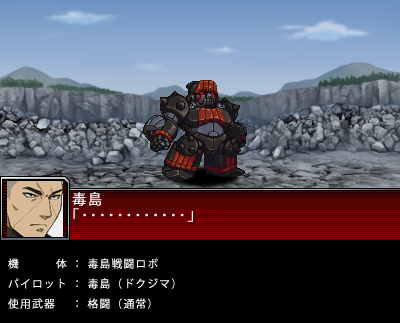 毒島
「・・・・・・・・・・・・」
機　　体：毒島戦闘ロボ
パイロット：毒島（ドクジマ）
使用武器　：格闘（通常）